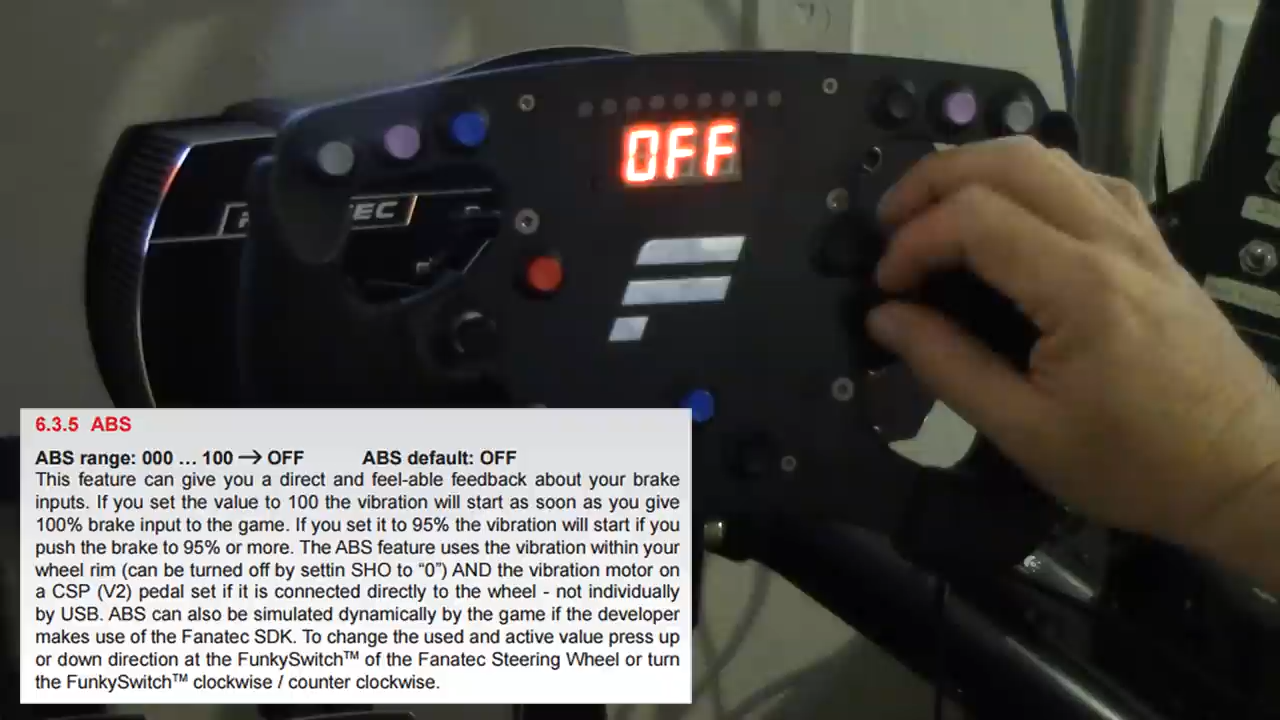 OFF
EC
6.3.5 ABS
ABS range: 000 ... 100 → OFF ABS default: OFF
This feature can give you a direct and feel-able feedback about your brake
inputs. If you set the value to 100 the vibration will start as soon as you give
100% brake input to the game. If you set it to 95% the vibration will start if you
push the brake to 95% or more. The ABS feature uses the vibration within your
wheel rim (can be turned off by settin SHO to “0”) AND the vibration motor on
a CSP (V2) pedal set if it is connected directly to the wheel - not individually
by USB. ABS can also be simulated dynamically by the game if the developer
makes use of the Fanatec SDK. To change the used and active value press up
or down direction at the FunkySwitch™ of the Fanatec Steering Wheel or turn
the FunkySwitch™ clockwise / counter clockwise.